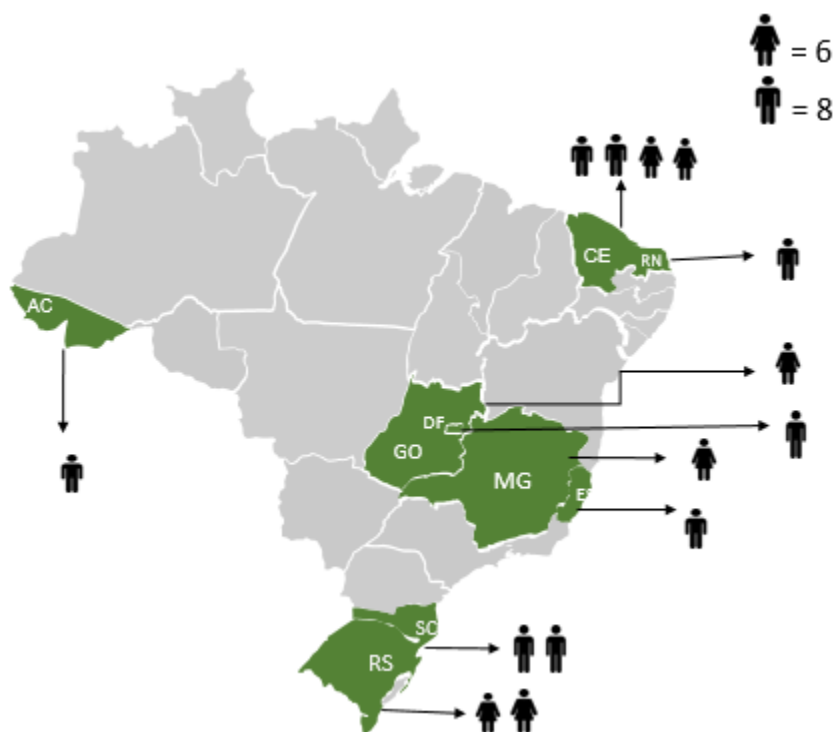 = 6
= 8
CE
RN
AC
DF
GO
MG
ES
SC
RS